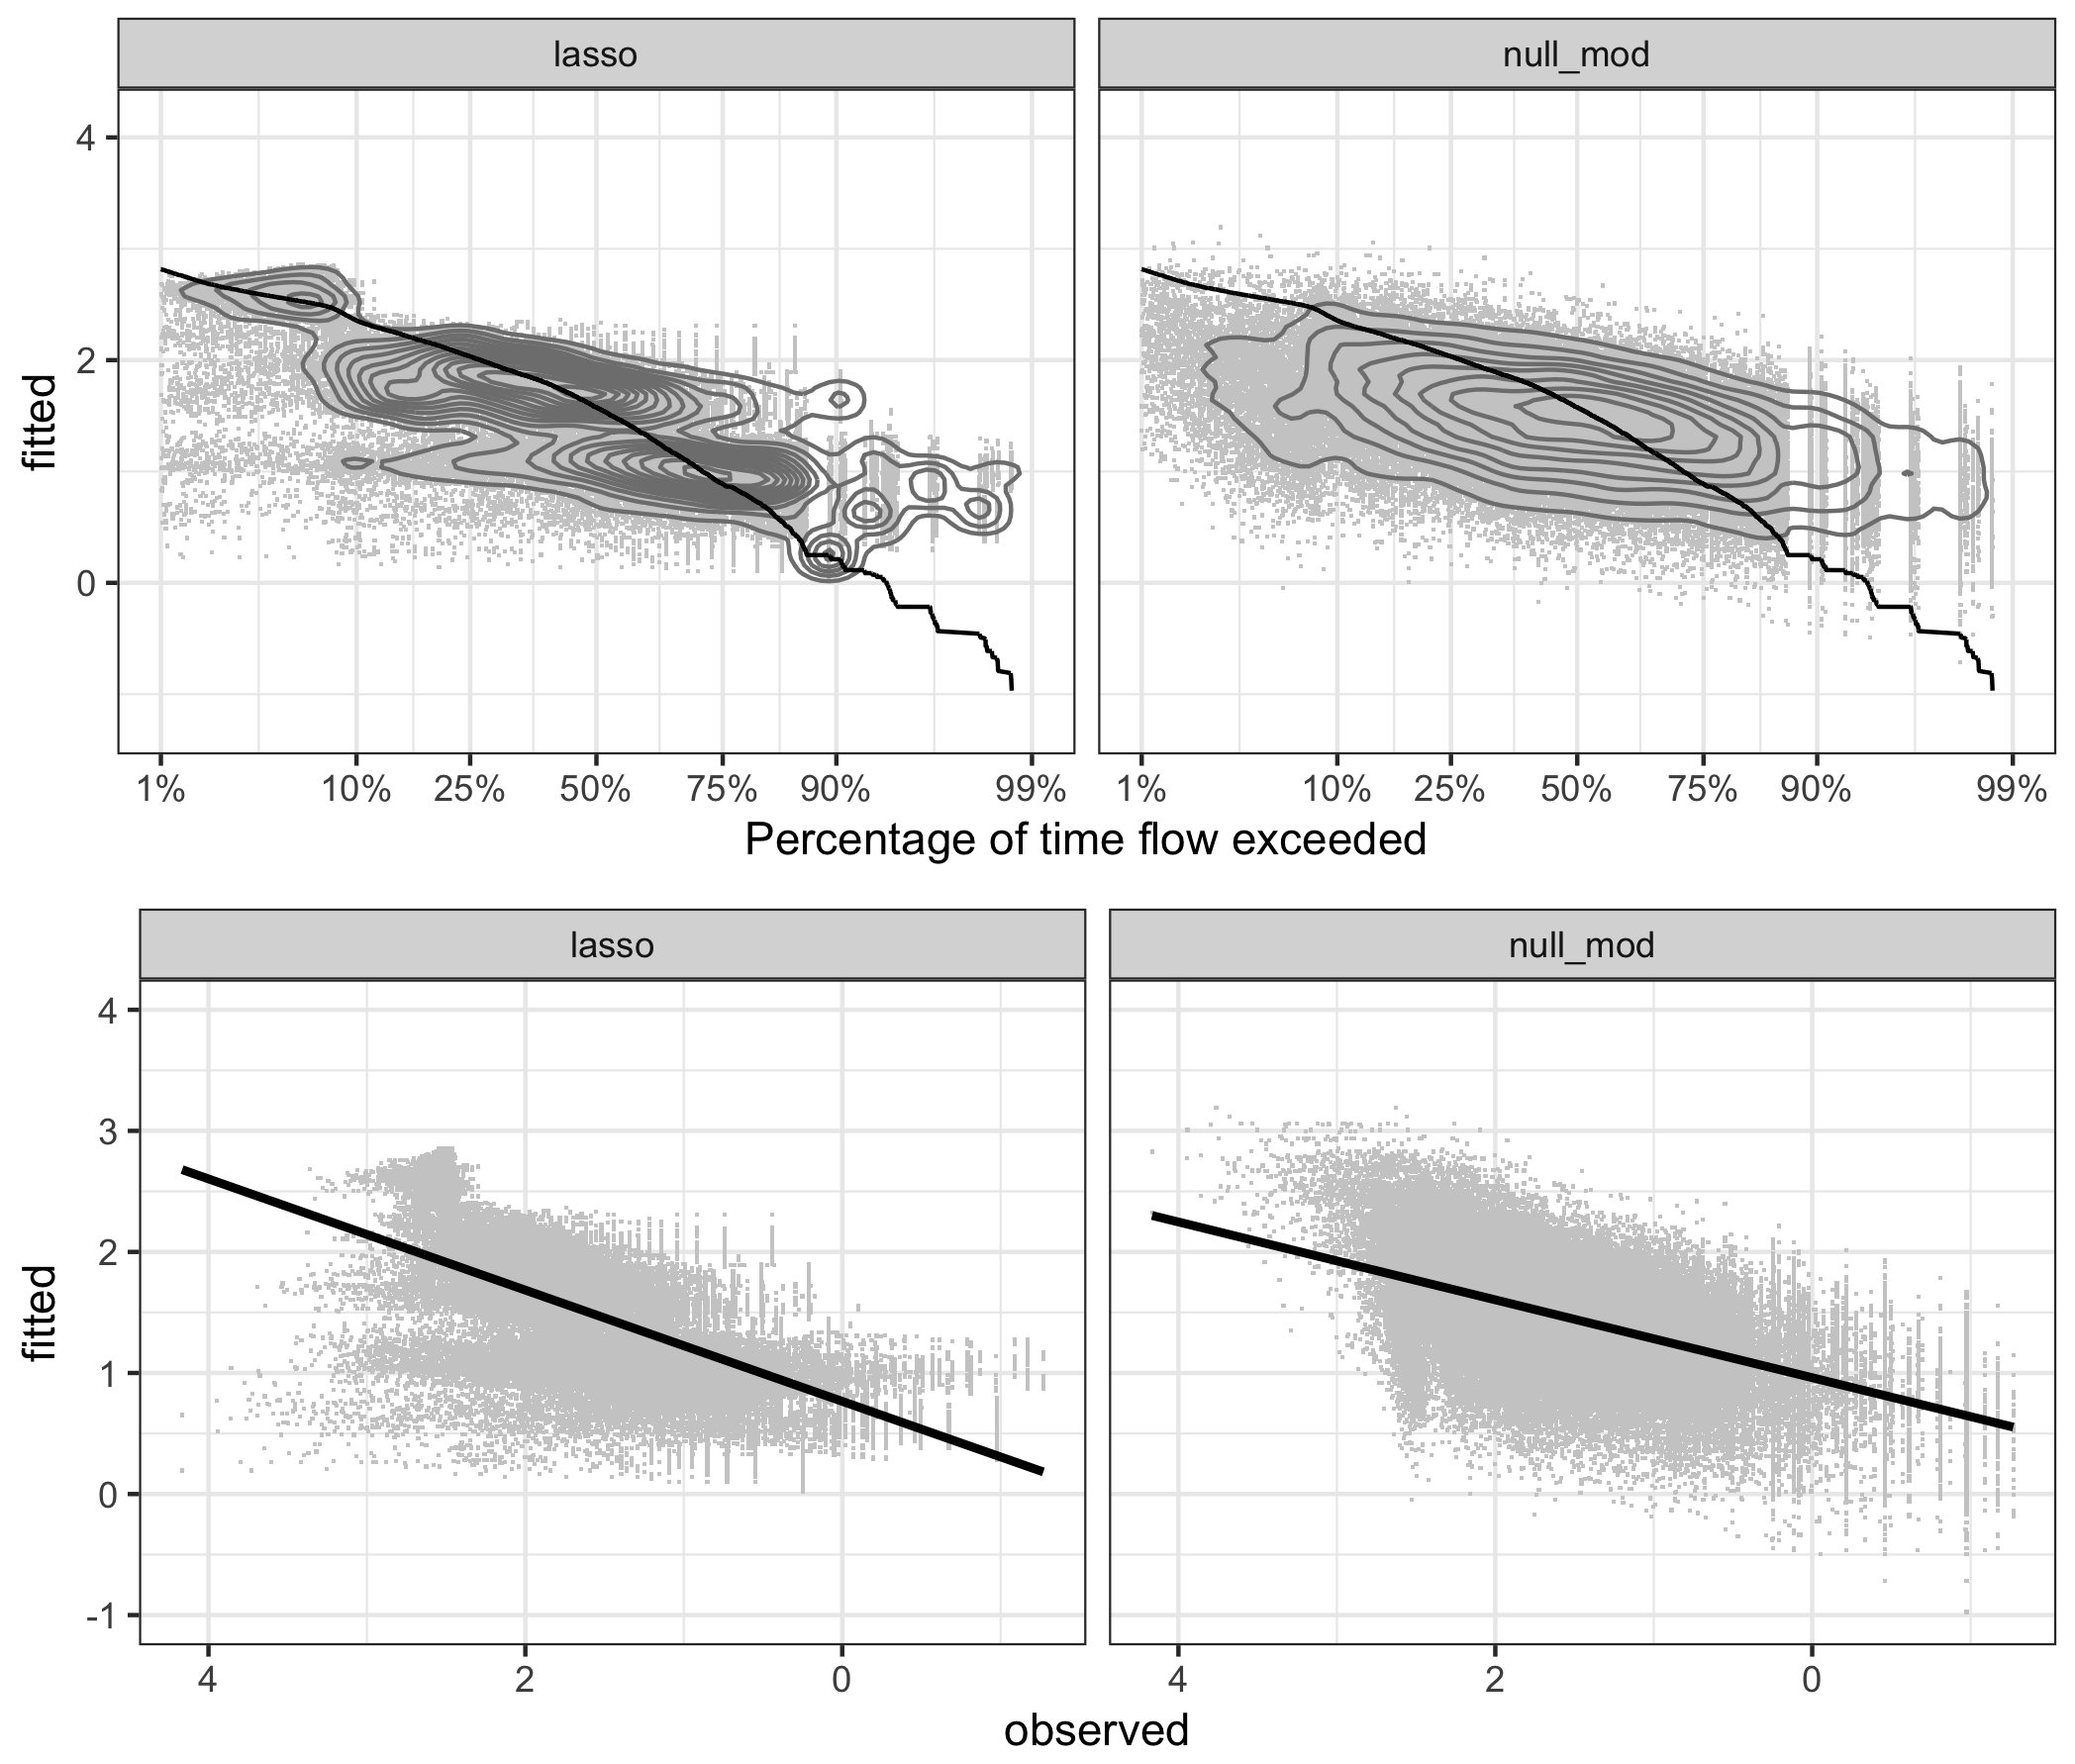 lasso null_mod
fitted
4
2
0
1% 10% 25% 50% 75% 90% 99% 1% 10% 25% 50% 75% 90% 99%
Percentage of time flow exceeded
lasso null_mod
fitted
4
3
2
1
0
-1
4 2 0 4 2 0
observed